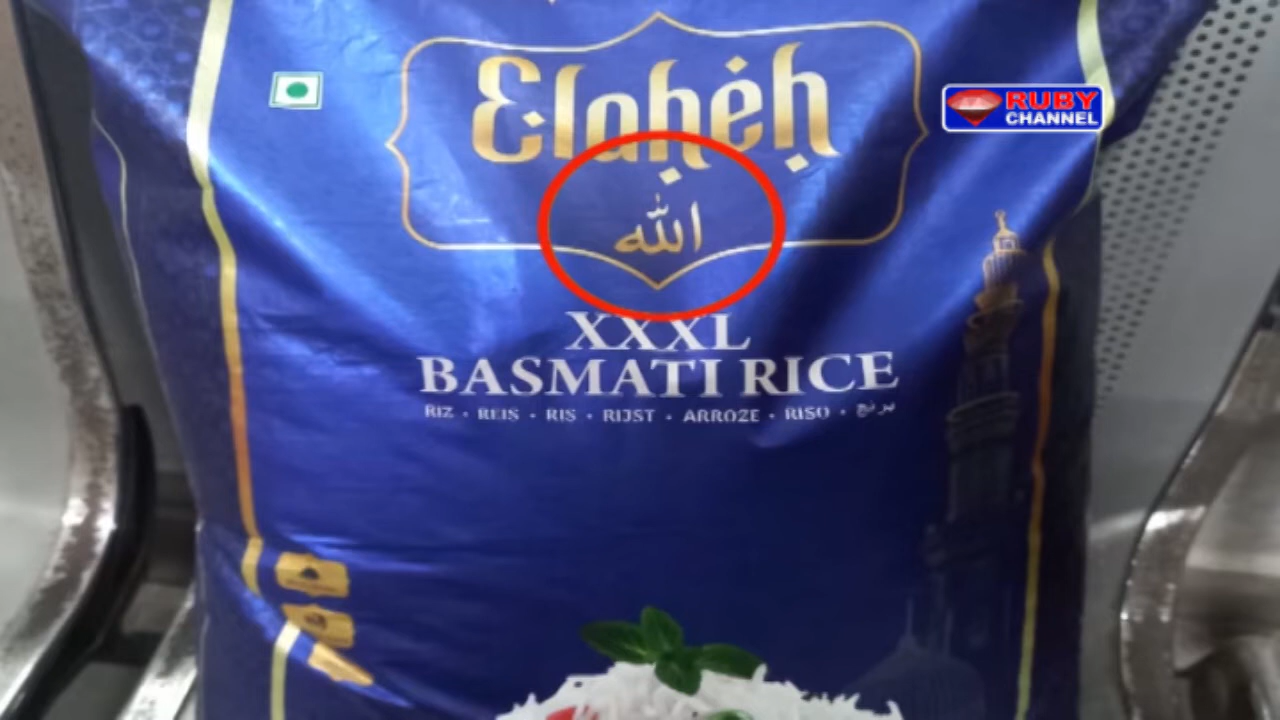 Elaheh
RUBY
CHANNEL
الله
XXXL
BASMATI RICE
RIZ • REIS • RIS • RIJST • ARROZE • RISO • برنج